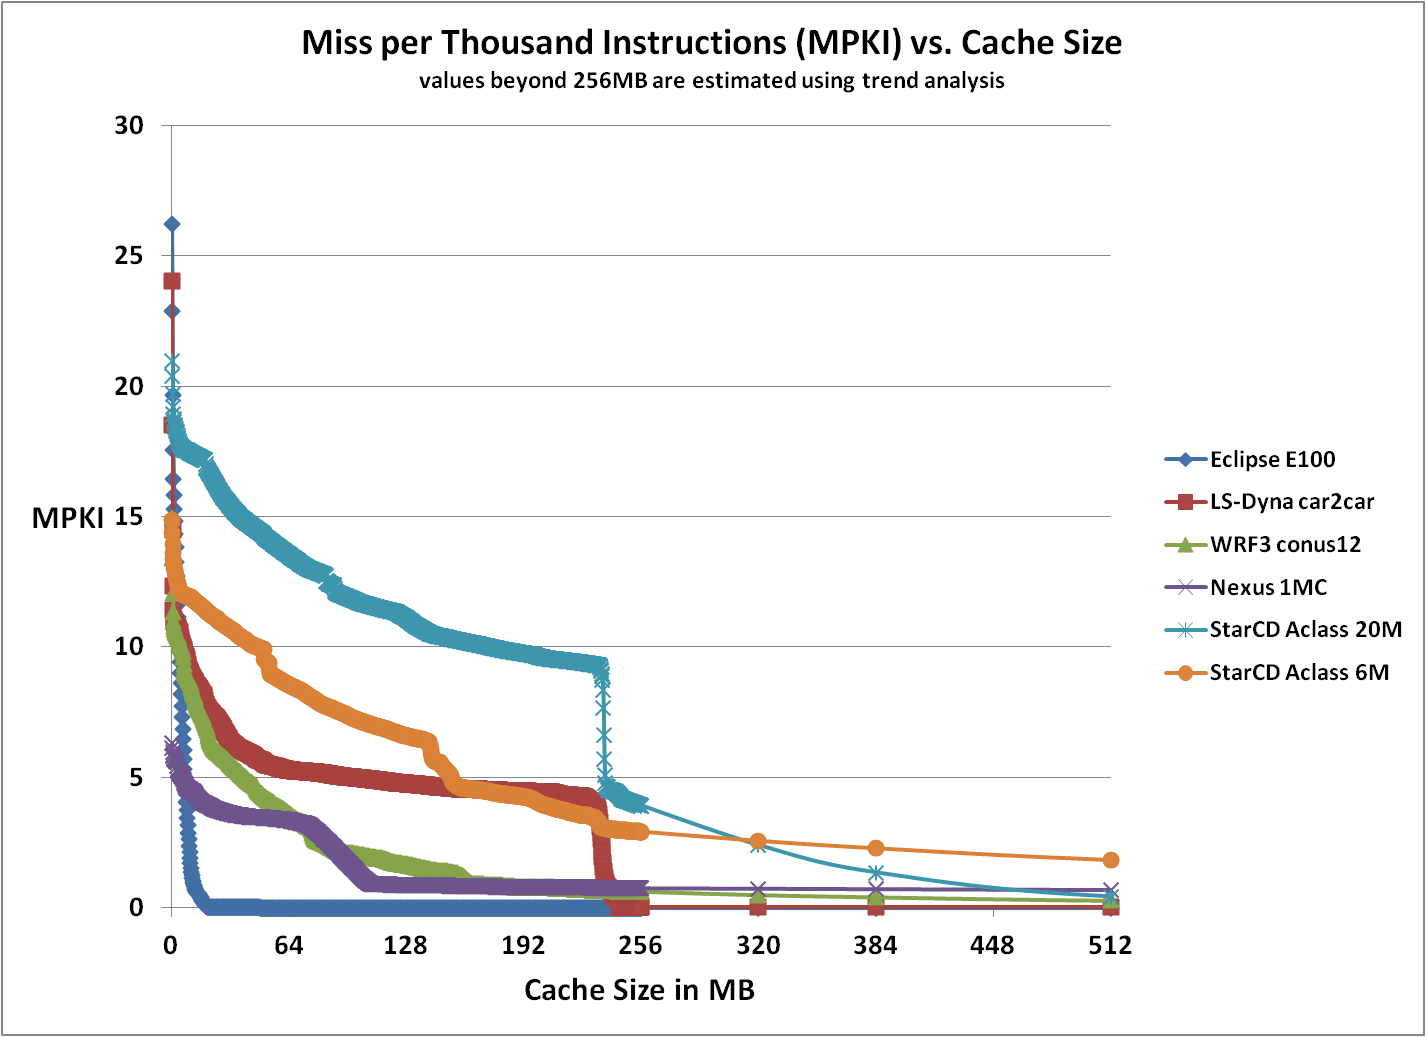 Miss per Thousand Instructions (MPKI) vs. Cache Size
values beyond 256MB are estimated using trend analysis
30
25
20
15
10
5
0
MPKI
0 64 128 192 256 320 384 448 512
Cache Size in MB
Eclipse E100
LS-Dyna car2car
WRF3 conus12
Nexus 1MC
StarCD Aclass 20M
StarCD Aclass 6M